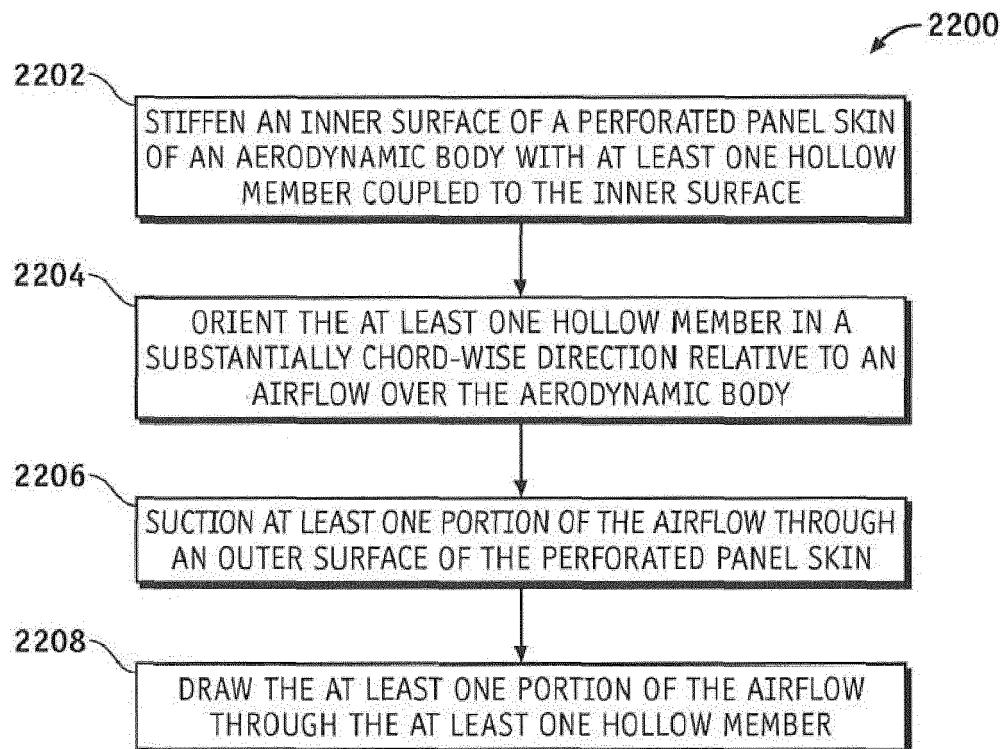 2200
2202
STIFFEN AN INNER SURFACE OF A PERFORATED PANEL SKIN
OF AN AERODYNAMIC BODY WITH AT LEAST ONE HOLLOW
MEMBER COUPLED TO THE INNER SURFACE
2204
ORIENT THE AT LEAST ONE HOLLOW MEMBER IN A
SUBSTANTIALLY CHORD-WISE DIRECTION RELATIVE TO AN
AIRFLOW OVER THE AERODYNAMIC BODY
2206
SUCTION AT LEAST ONE PORTION OF THE AIRFLOW THROUGH
AN OUTER SURFACE OF THE PERFORATED PANEL SKIN
2208
DRAW THE AT LEAST ONE PORTION OF THE AIRFLOW
THROUGH THE AT LEAST ONE HOLLOW MEMBER